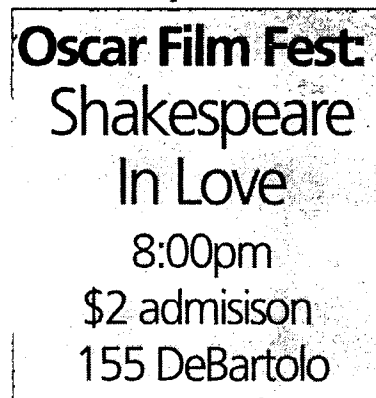 Oscar Film Fest:
Shakespeare
In Love
8:00pm
$2 admisison
155 DeBartolo